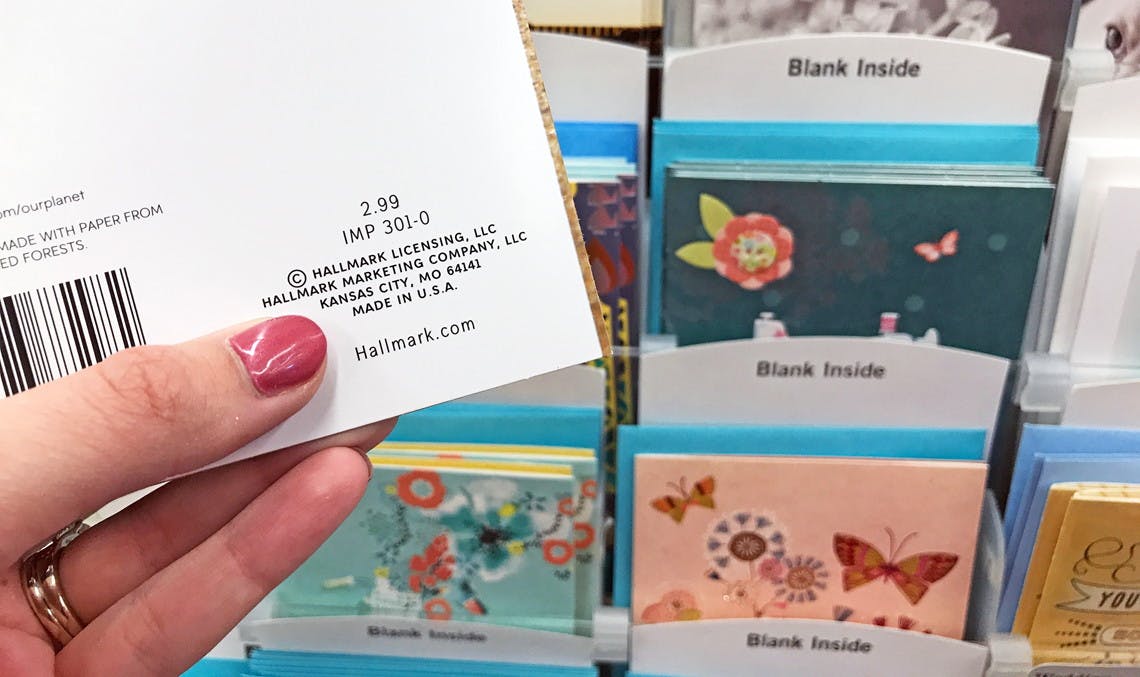 om/ourplanet
MADE WITH PAPER FROM
ED FORESTS.
2.99
IMP 301-0
© HALLMARK LICENSING, LLC
HALLMARK MARKETING COMPANY, LLC
KANSAS CITY, MO 64141
MADE IN U.S.A.
Hallmark.com
Blank Inside
Blank Inside
Blank Inside
Blank Inside
YOU